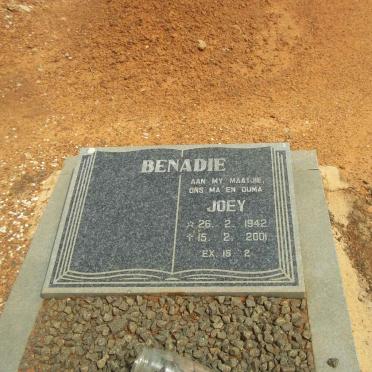 BENADIE
AAN MY MAATJIE,
ONS MA EN OUMA
JOEY
☆ 26. 2. 1942
✝ 15. 2. 2001
EX. 15 2